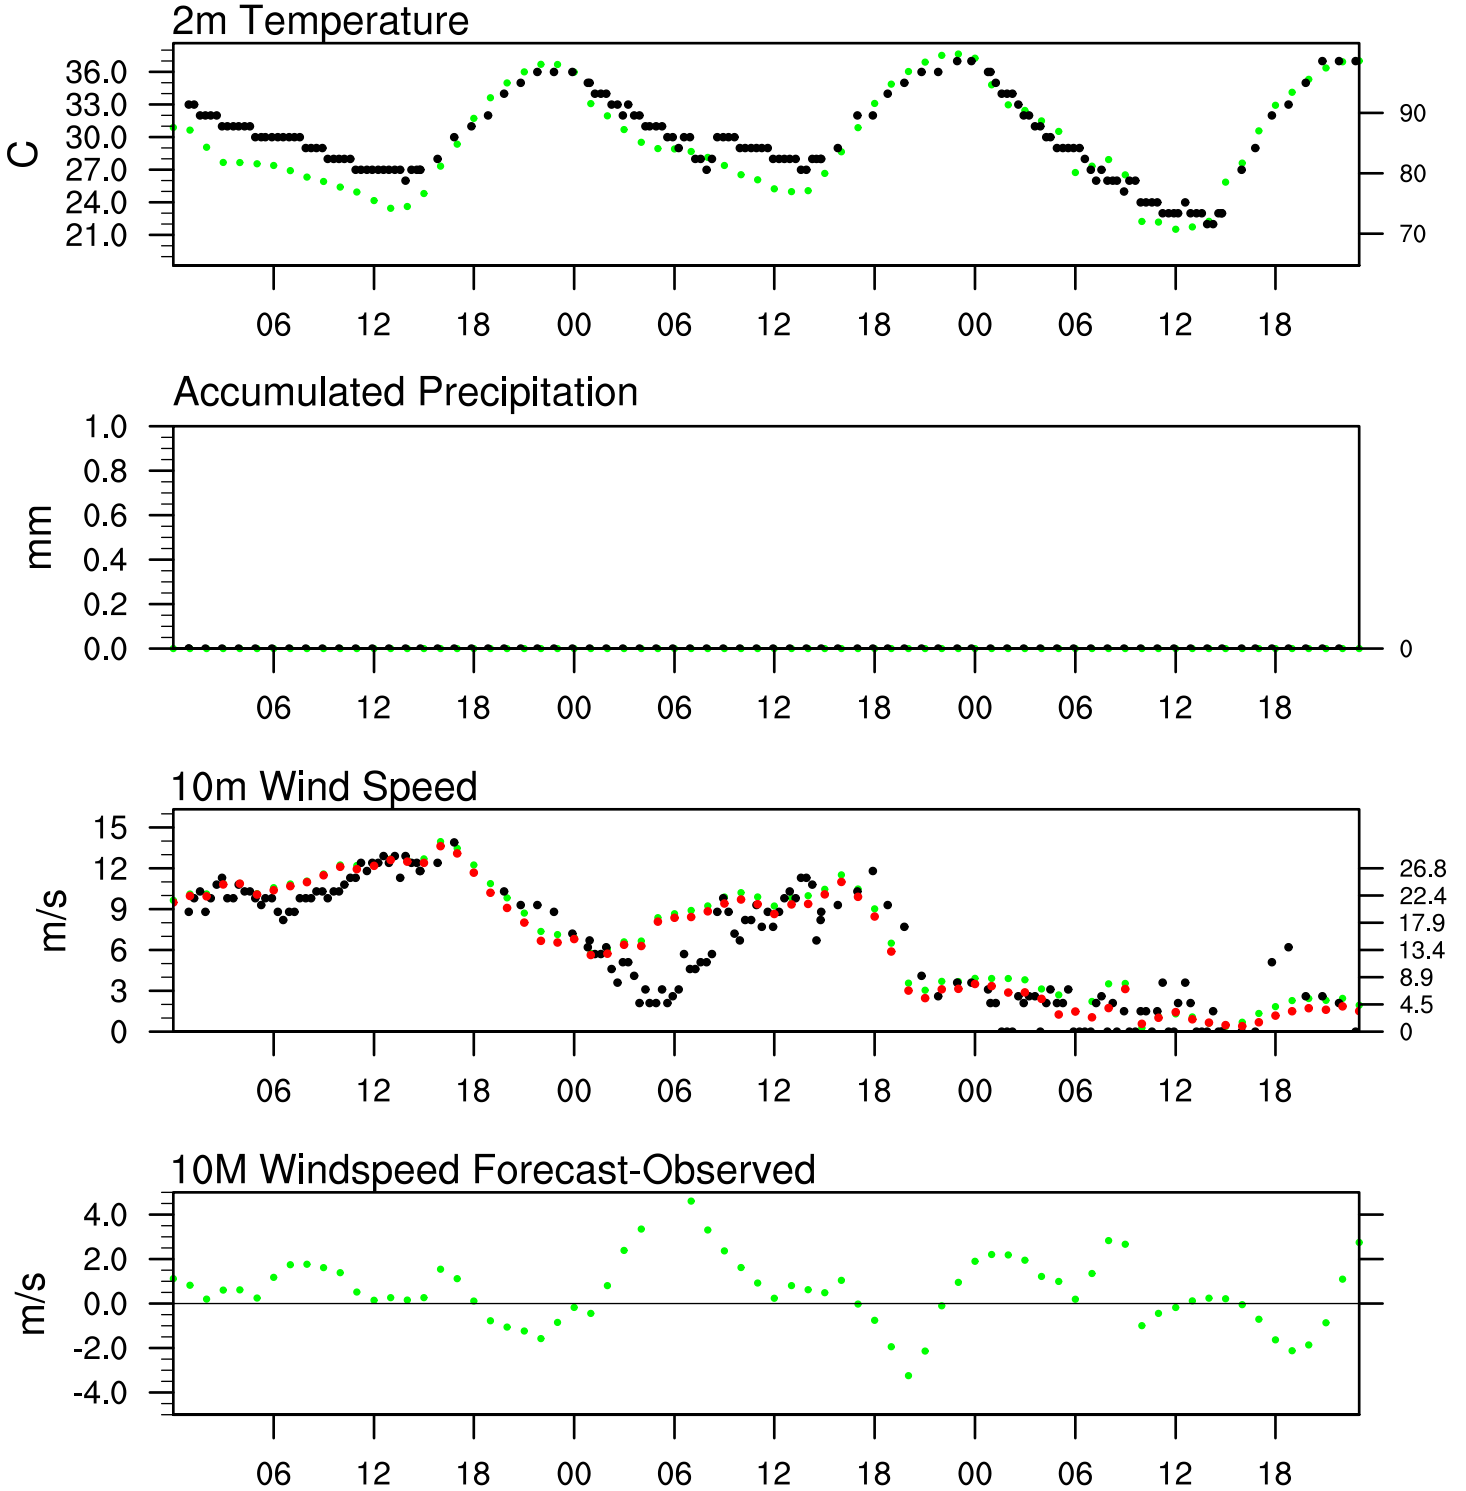 2m Temperature
36.0
33.0
30.0
27.0
24.0
21.0
C
90
80
70
06 12 18 00 06 12 18 00 06 12 18
Accumulated Precipitation
1.0
0.8
0.6
0.4
0.2
0.0
mm
0
06 12 18 00 06 12 18 00 06 12 18
10m Wind Speed
15
12
9
6
3
0
m/s
26.8
22.4
17.9
13.4
8.9
4.5
0
06 12 18 00 06 12 18 00 06 12 18
10M Windspeed Forecast-Observed
4.0
2.0
0.0
-2.0
-4.0
m/s
06 12 18 00 06 12 18 00 06 12 18